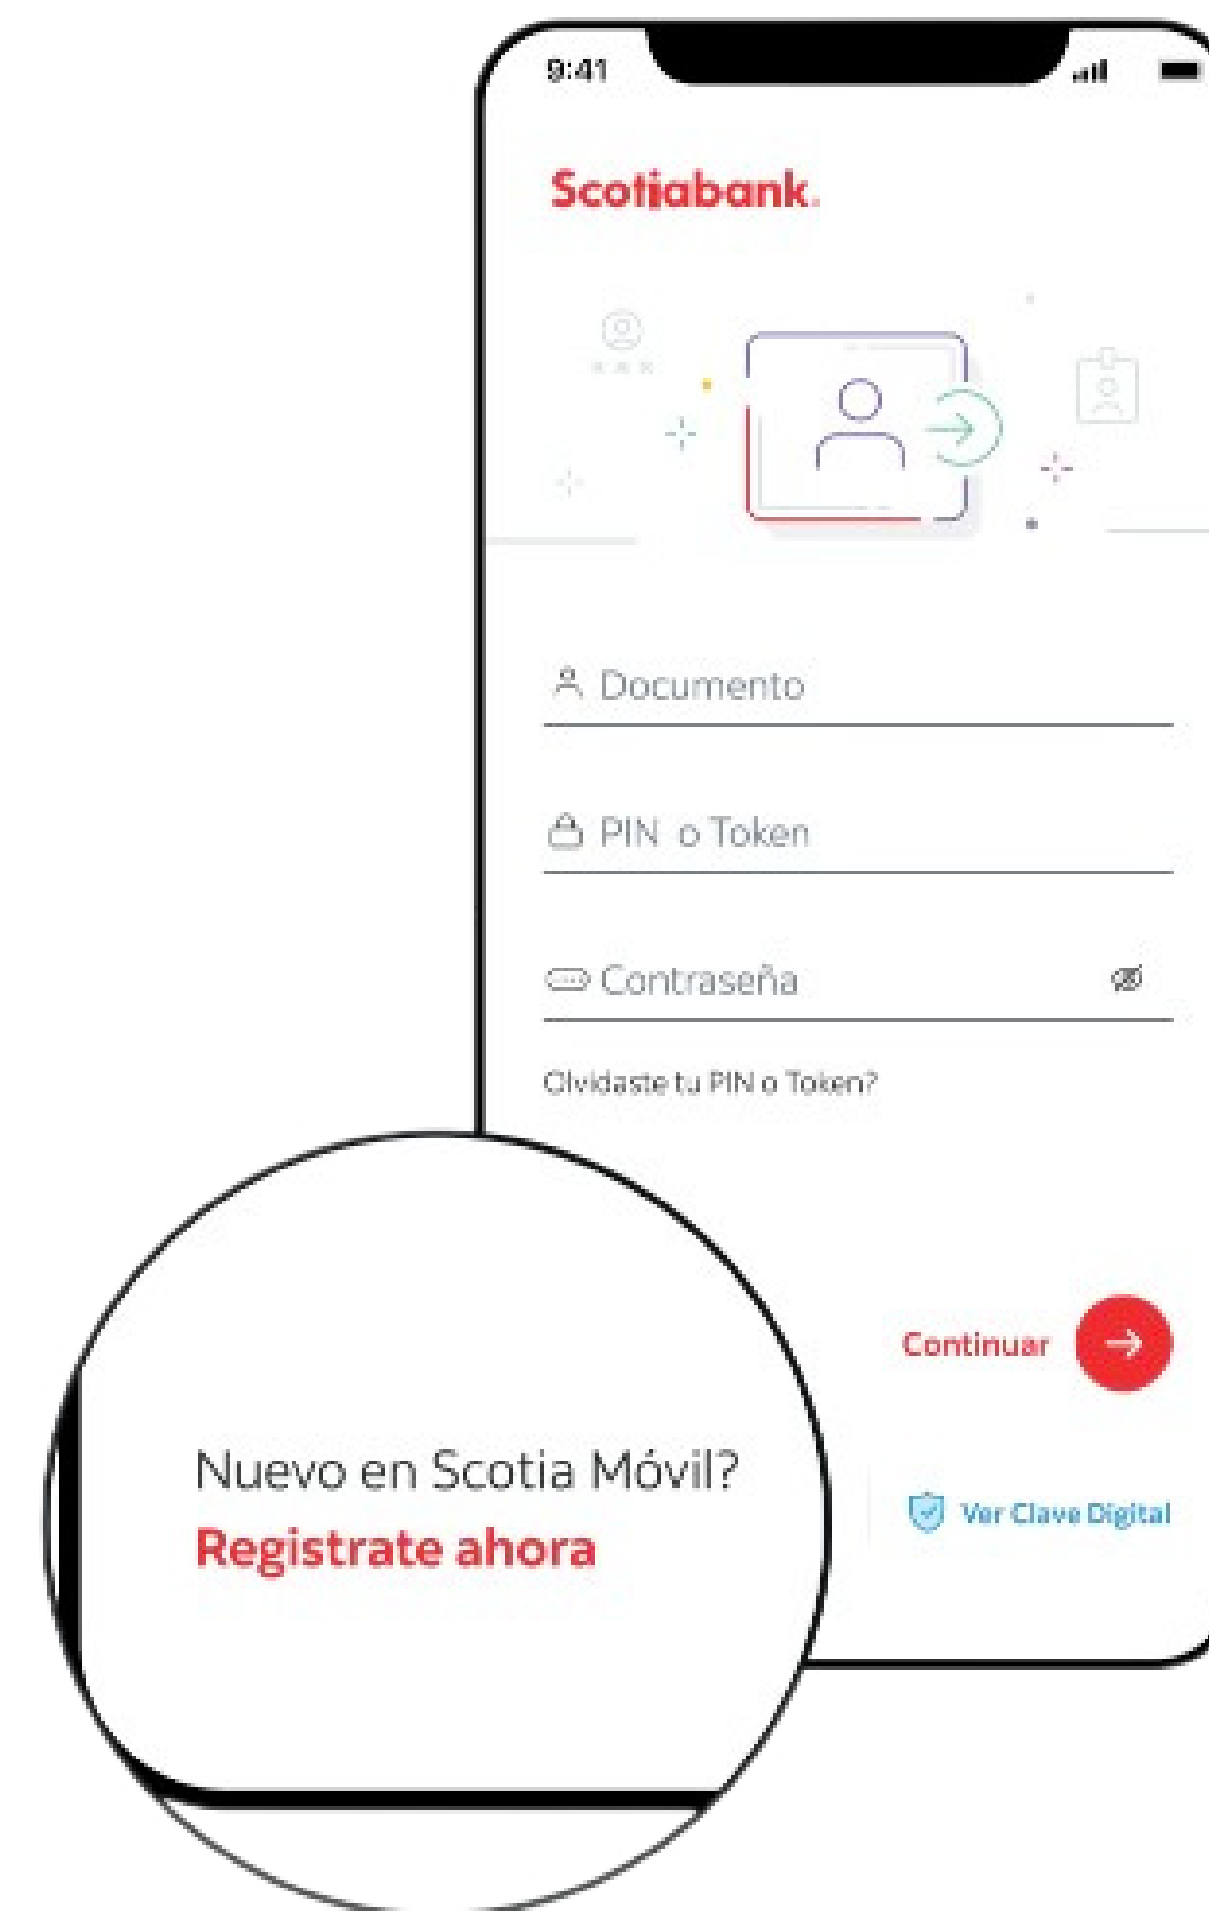 9:41
Scotiabank
Documento
PIN o Token
Contraseña
Olvidaste tu PIN o Token?
Continuar
Nuevo en Scotia Móvil?
Registrate ahora
Ver Clave Digital